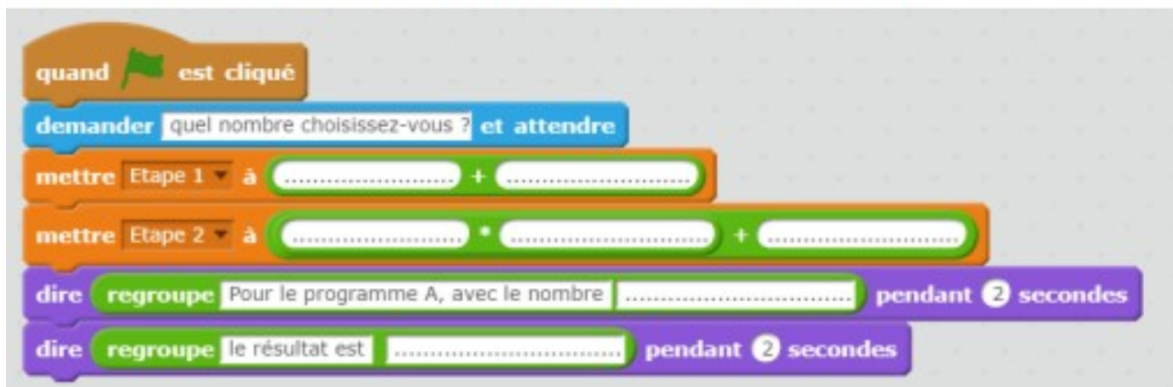 quand est cliqué
demander quel nombre choisissez-vous ? et attendre
mettre Etape 1 à ........................ + ........................
mettre Etape 2 à ........................ * ........................ + ........................
dire regroupe Pour le programme A, avec le nombre ................................ pendant 2 secondes
dire regroupe le résultat est ................................ pendant 2 secondes